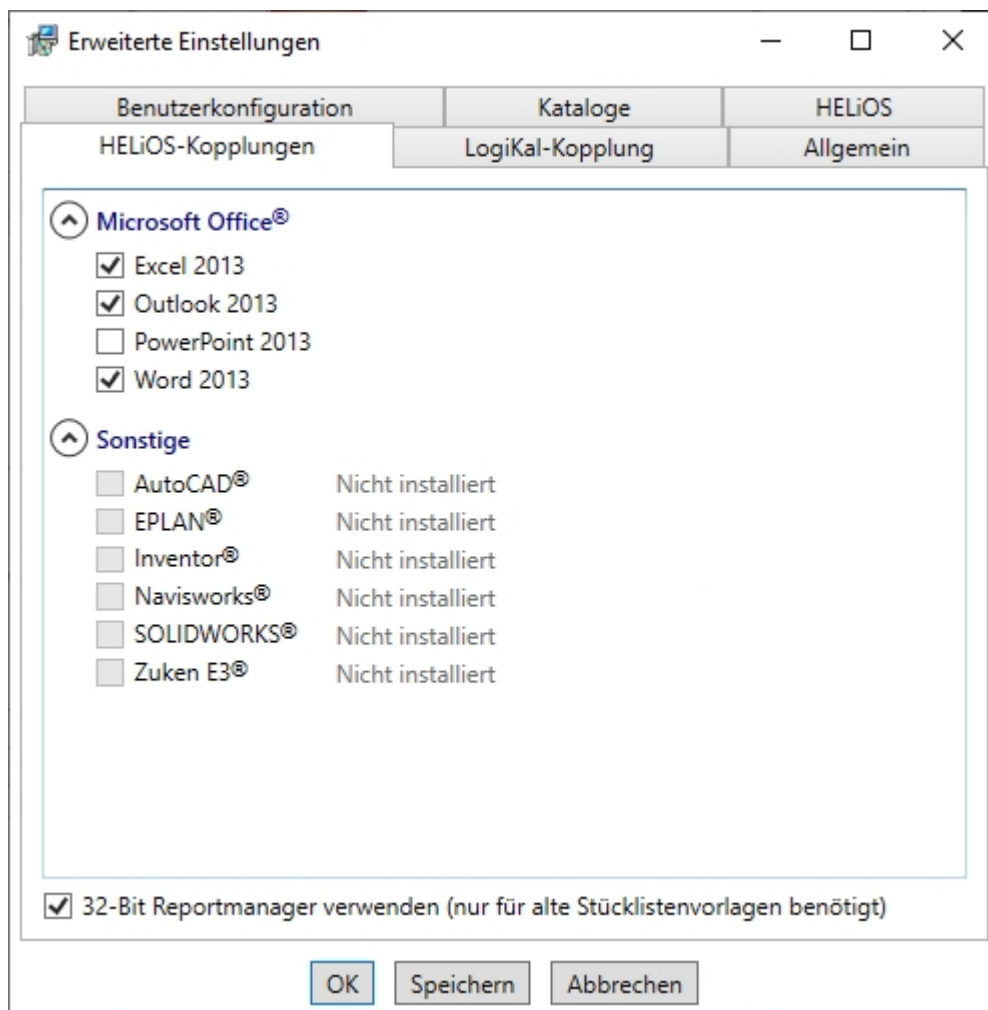 Erweiterte Einstellungen
Benutzerkonfiguration Kataloge HELiOS
HELiOS-Kopplungen LogiKal-Kopplung Allgemein
Microsoft Office®
Excel 2013
Outlook 2013
PowerPoint 2013
Word 2013
Sonstige
AutoCAD® Nicht installiert
EPLAN® Nicht installiert
Inventor® Nicht installiert
Navisworks® Nicht installiert
SOLIDWORKS® Nicht installiert
Zuken E3® Nicht installiert
32-Bit Reportmanager verwenden (nur für alte Stücklistenvorlagen benötigt)
OK Speichern Abbrechen